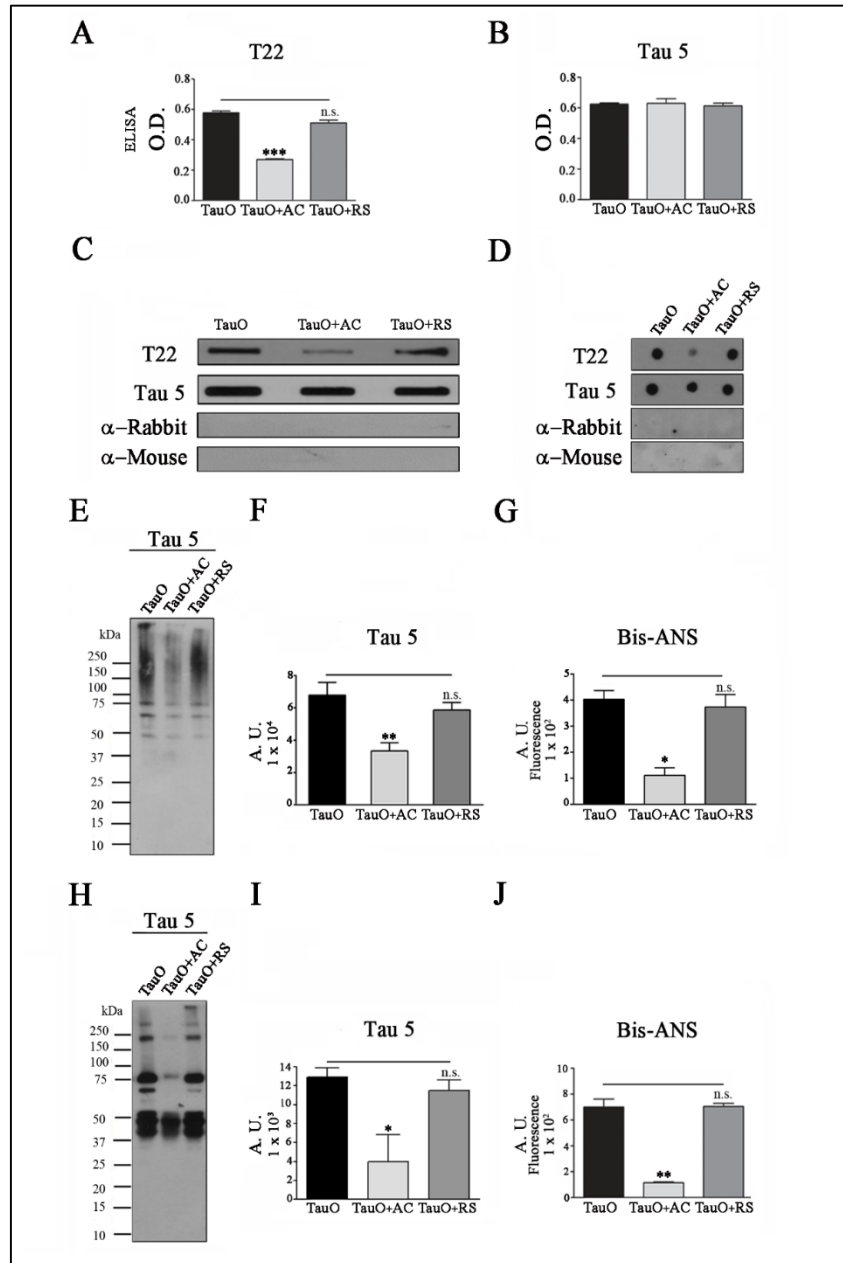 A
T22
ELISA
O.D.
0.8
0.6
0.4
0.2
0.0
***
n.s.
TauO TauO+AC TauO+RS
B
Tau 5
O.D.
0.8
0.6
0.4
0.2
0.0
TauO TauO+AC TauO+RS
C
TauO TauO+AC TauO+RS
T22
Tau 5
α–Rabbit
α–Mouse
D
TauO TauO+AC TauO+RS
T22
Tau 5
α–Rabbit
α–Mouse
E
Tau 5
TauO TauO+AC TauO+RS
kDa
250
150
100
75
50
37
25
20
15
10
F
Tau 5
A. U.
1 x 10⁴
8
6
4
2
0
**
n.s.
TauO TauO+AC TauO+RS
G
Bis-ANS
A. U.
Fluorescence
1 x 10²
5
4
3
2
1
0
*
n.s.
TauO TauO+AC TauO+RS
H
Tau 5
TauO TauO+AC TauO+RS
kDa
250
150
100
75
50
37
25
20
15
10
I
Tau 5
A. U.
1 x 10³
14
12
10
8
6
4
2
0
*
n.s.
TauO TauO+AC TauO+RS
J
Bis-ANS
A. U.
Fluorescence
1 x 10²
10
8
6
4
2
0
**
n.s.
TauO TauO+AC TauO+RS